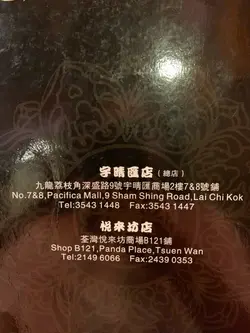 宇晴匯店（總店）
九龍荔枝角深盛路9號宇晴匯商場2樓7&8號舖
No.7&8,Pacifica Mall,9 Sham Shing Road,Lai Chi Kok
Tel:3543 1448 Fax:3543 1447
悅來坊店
荃灣悅來坊商場B121舖
Shop B121,Panda Place,Tsuen Wan
Tel:2149 6066 Fax:2439 0353